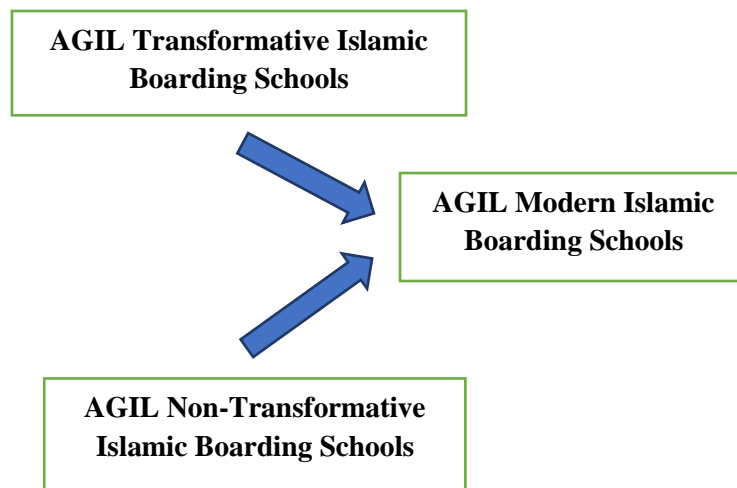 AGIL Transformative Islamic
Boarding Schools
AGIL Modern Islamic
Boarding Schools
AGIL Non-Transformative
Islamic Boarding Schools